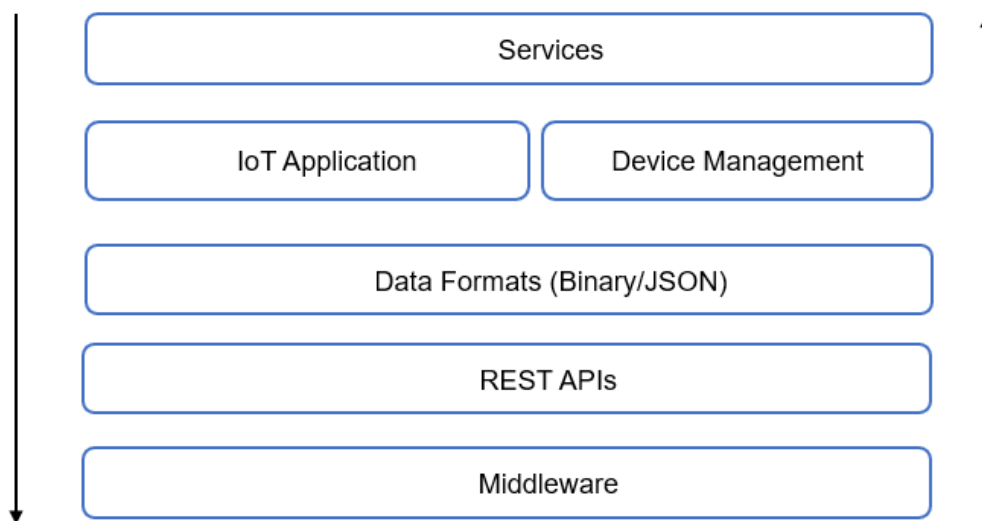 Services
IoT Application
Device Management
Data Formats (Binary/JSON)
REST APIs
Middleware